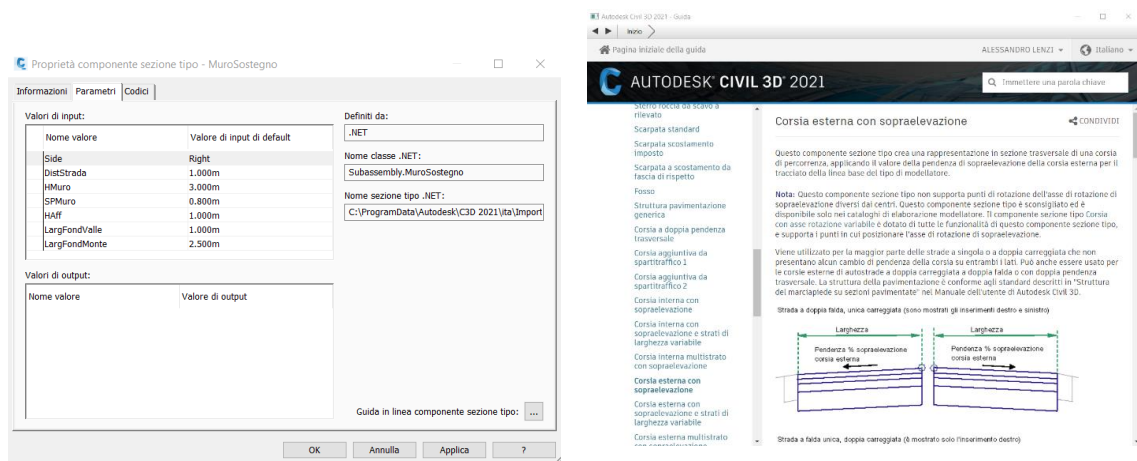 Proprietà componente sezione tipo - MuroSostegno
Informazioni Parametri Codici
Valori di input:
Nome valore Valore di input di default
Side Right
DistStrada 1.000m
HMuro 3.000m
SPMuro 0.800m
HAff 1.000m
LargFondValle 1.000m
LargFondMonte 2.500m
Valori di output:
Nome valore Valore di output
Definiti da:
.NET
Nome classe .NET:
Subassembly.MuroSostegno
Nome sezione tipo .NET:
C:\ProgramData\Autodesk\C3D 2021\ita\Import
Guida in linea componente sezione tipo: ...
OK Annulla Applica ?
Autodesk Civil 3D 2021 - Guida
Inizio
Pagina iniziale della guida ALESSANDRO LENZI Italiano
AUTODESK® CIVIL 3D® 2021 Immettere una parola chiave
Sterro roccia da scavo a
rilevato
Scarpata standard
Scarpata scostamento
imposto
Scarpata a scostamento da
fascia di rispetto
Fosso
Struttura pavimentazione
generica
Corsia a doppia pendenza
trasversale
Corsia aggiuntiva da
spartitraffico 1
Corsia aggiuntiva da
spartitraffico 2
Corsia interna con
sopraelevazione
Corsia interna con
sopraelevazione e strati di
larghezza variabile
Corsia interna multistrato
con sopraelevazione
Corsia esterna con
sopraelevazione
Corsia esterna con
sopraelevazione e strati di
larghezza variabile
Corsia esterna multistrato
con sopraelevazione
Corsia esterna con sopraelevazione CONDIVIDI
Questo componente sezione tipo crea una rappresentazione in sezione trasversale di una corsia
di percorrenza, applicando il valore della pendenza di sopraelevazione della corsia esterna per il
tracciato della linea base del tipo di modellatore.
Nota: Questo componente sezione tipo non supporta punti di rotazione dell'asse di rotazione di
sopraelevazione diversi dai centri. Questo componente sezione tipo è sconsigliato ed è
disponibile solo nei cataloghi di elaborazione modellatore. Il componente sezione tipo Corsia
con asse rotazione variabile è dotato di tutte le funzionalità di questo componente sezione tipo,
e supporta i punti in cui posizionare l'asse di rotazione di sopraelevazione.
Viene utilizzato per la maggior parte delle strade a singola o a doppia carreggiata che non
presentano alcun cambio di pendenza della corsia su entrambi i lati. Può anche essere usato per
le corsie esterne di autostrade a doppia carreggiata a doppia falda o con doppia pendenza
trasversale. La struttura della pavimentazione è conforme agli standard descritti in "Struttura
del marciapiede su sezioni pavimentate" nel Manuale dell'utente di Autodesk Civil 3D.
Strada a doppia falda, unica carreggiata (sono mostrati gli inserimenti destro e sinistro)
Larghezza Larghezza
Pendenza % sopraelevazione Pendenza % sopraelevazione
corsia esterna corsia esterna
Strada a falda unica, doppia carreggiata (è mostrato solo l'inserimento destro)